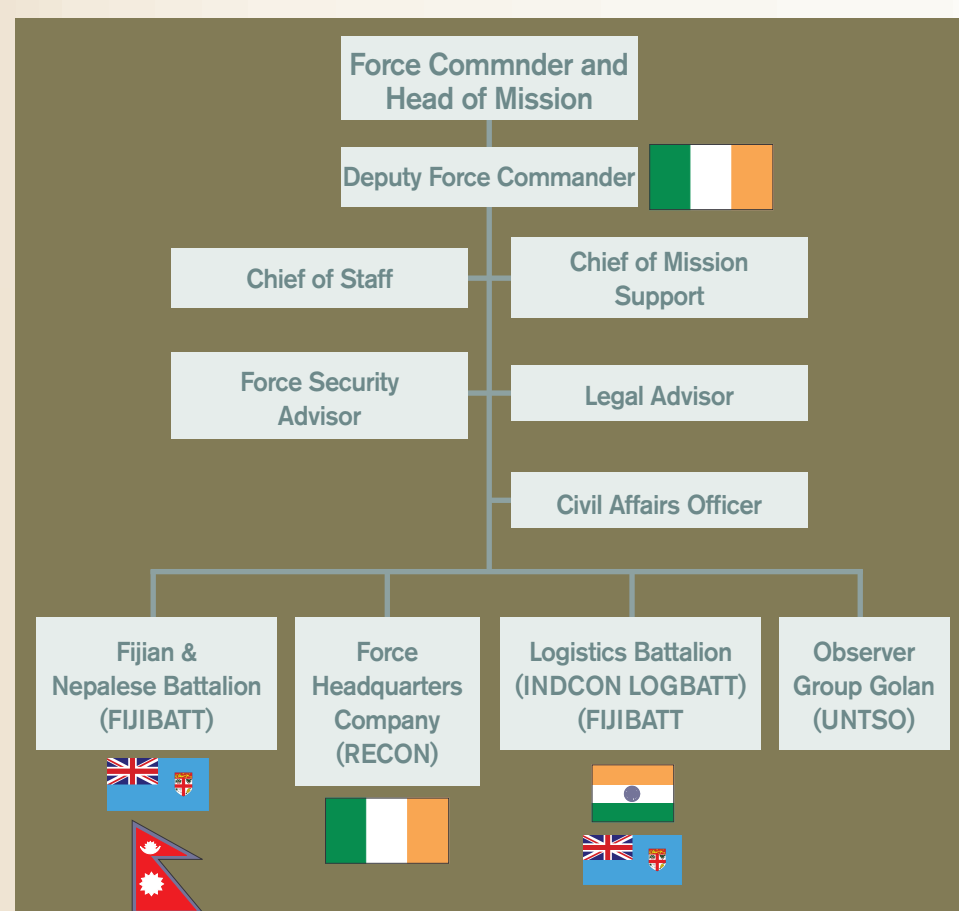 Force Commnder and
Head of Mission
Deputy Force Commander
Chief of Staff
Chief of Mission
Support
Force Security
Advisor
Legal Advisor
Civil Affairs Officer
Fijian &
Nepalese Battalion
(FIJIBATT)
Force
Headquarters
Company
(RECON)
Logistics Battalion
(INDCON LOGBATT)
(FIJIBATT
Observer
Group Golan
(UNTSO)